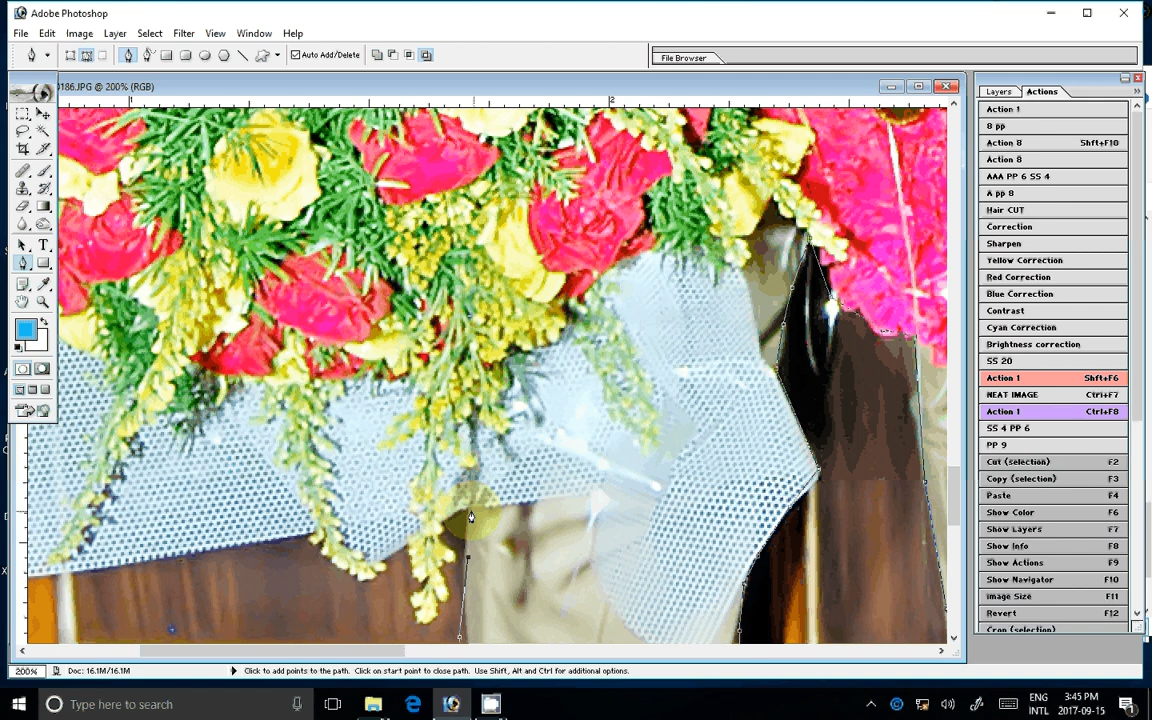 Adobe Photoshop
File Edit Image Layer Select Filter View Window Help
Auto Add/Delete
File Browser
3186.JPG @ 200% (RGB)
1 2
Layers Actions
Action 1
8 pp
Action 8 Shft+F10
Action 8
AAA PP 6 SS 4
A pp 8
Hair CUT
Correction
Sharpen
Yellow Correction
Red Correction
Blue Correction
Contrast
Cyan Correction
Brightness correction
SS 20
Action 1 Shft+F6
NEAT IMAGE Ctrl+F7
Action 1 Ctrl+F8
SS 4 PP 6
PP 9
Cut (selection) F2
Copy (selection) F3
Paste F4
Show Color F6
Show Layers F7
Show Info F8
Show Actions F9
Show Navigator F10
Image Size F11
Revert F12
Crop (selection)
200% Doc: 16.1M/16.1M Click to add points to the path. Click on start point to close path. Use Shift, Alt and Ctrl for additional options.
Type here to search
ENG
INTL
3:45 PM
2017-09-15
1